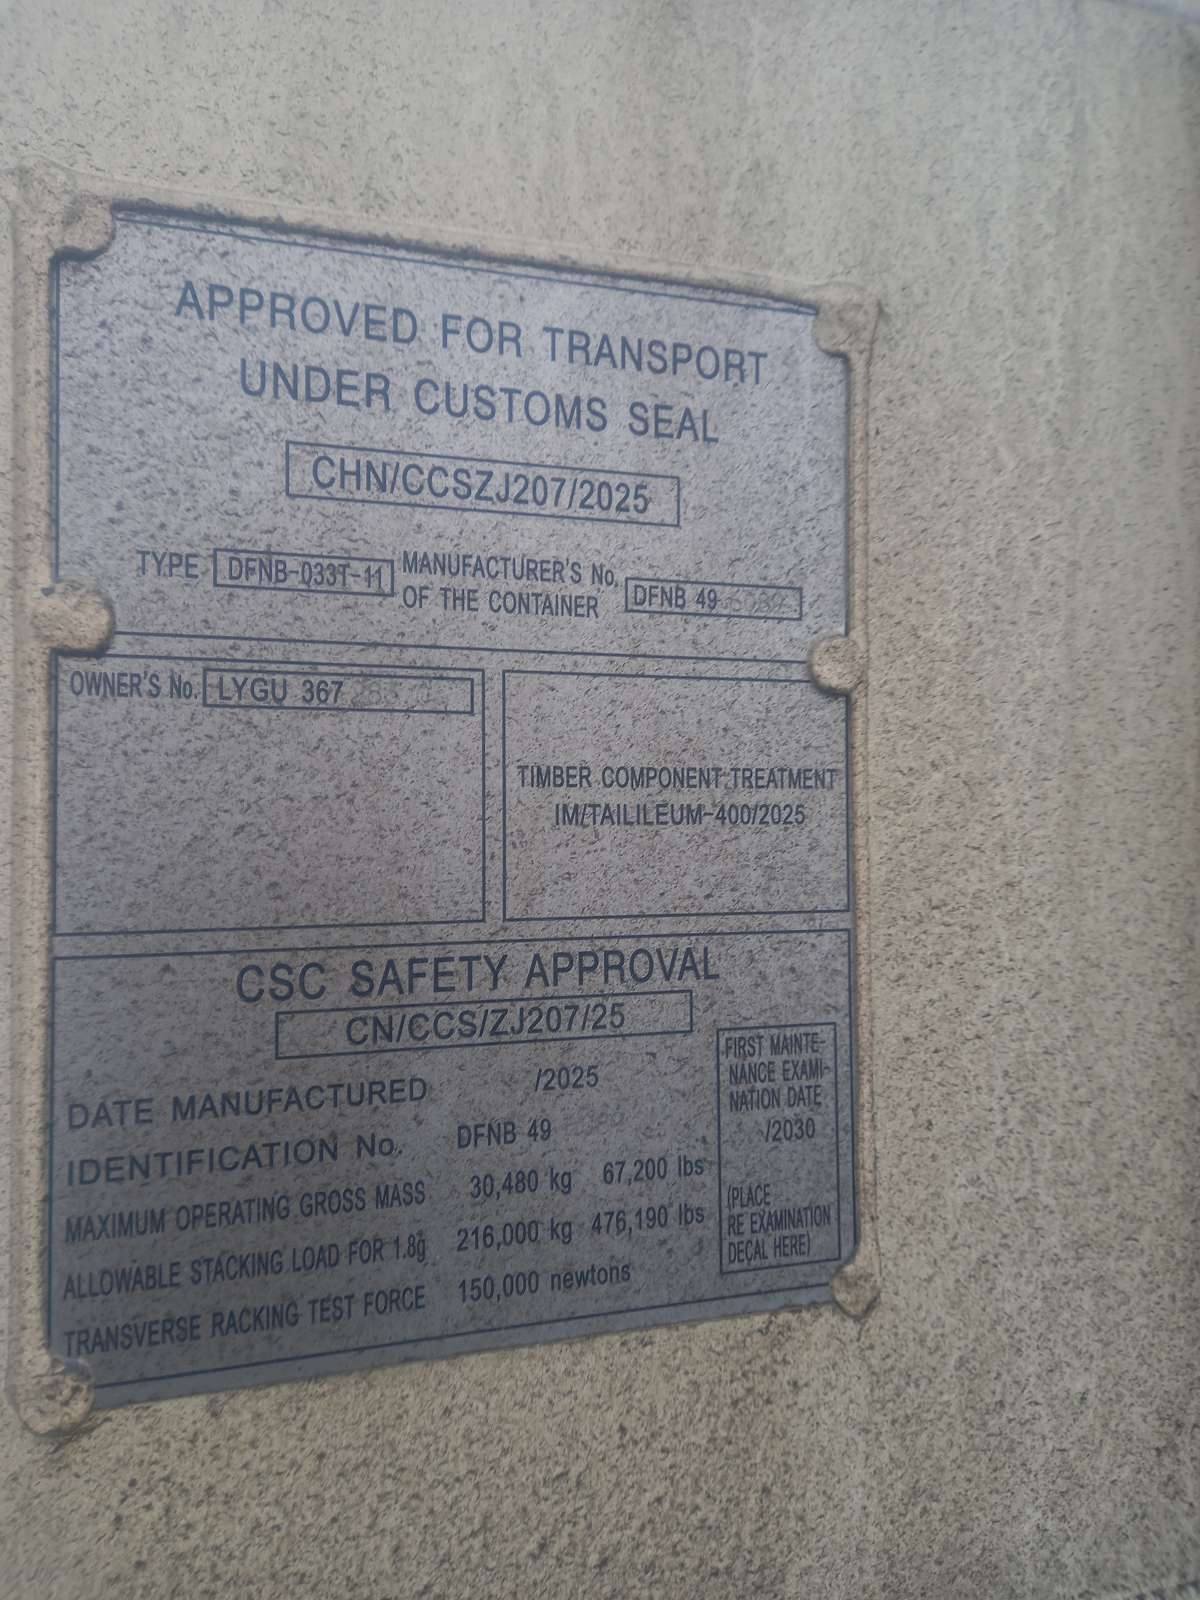 APPROVED FOR TRANSPORT
UNDER CUSTOMS SEAL
CHN/CCSZJ207/2025
TYPE DFNB-033T-11 MANUFACTURER'S No. OF THE CONTAINER DFNB 49
OWNER'S No. LYGU 367
TIMBER COMPONENT TREATMENT
IM/TAILILEUM-400/2025
CSC SAFETY APPROVAL
CN/CCS/ZJ207/25
DATE MANUFACTURED /2025
IDENTIFICATION No. DFNB 49
MAXIMUM OPERATING GROSS MASS 30,480 kg 67,200 lbs
ALLOWABLE STACKING LOAD FOR 1.8g 216,000 kg 476,190 lbs
TRANSVERSE RACKING TEST FORCE 150,000 newtons
FIRST MAINTE-
NANCE EXAMI-
NATION DATE
/2030
(PLACE
RE EXAMINATION
DECAL HERE)